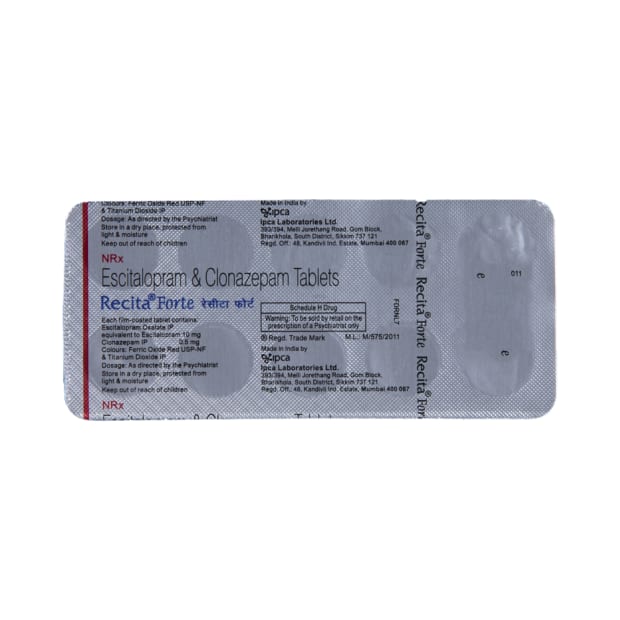 Colours: Ferric Oxide Red USP-NF
& Titanium Dioxide IP
Dosage: As directed by the Psychiatrist
Store in a dry place, protected from
light & moisture
Keep out of reach of children
Made in India by
ipca
Ipca Laboratories Ltd.
393/394, Melli Jorethang Road, Gom Block,
Bharikhola, South District, Sikkim 737 121
Regd. Off.: 48, Kandivli Ind. Estate, Mumbai 400 067
NRx
Escitalopram & Clonazepam Tablets
Recita® Forte रेसीटा फोर्ट
Each film-coated tablet contains:
Escitalopram Oxalate IP
equivalent to Escitalopram 10 mg
Clonazepam IP 0.5 mg
Colours: Ferric Oxide Red USP-NF
& Titanium Dioxide IP
Dosage: As directed by the Psychiatrist
Store in a dry place, protected from
light & moisture
Keep out of reach of children
Schedule H Drug
Warning: To be sold by retail on the
prescription of a Psychiatrist only
® Regd. Trade Mark M.L.: M/575/2011
Made in India by
ipca
Ipca Laboratories Ltd.
393/394, Melli Jorethang Road, Gom Block,
Bharikhola, South District, Sikkim 737 121
Regd. Off.: 48, Kandivli Ind. Estate, Mumbai 400 067
NRx
Escitalopram & Clonazepam Tablets
FORNL7
Recita® Forte Recita® Forte Recita® Forte
e
011
e